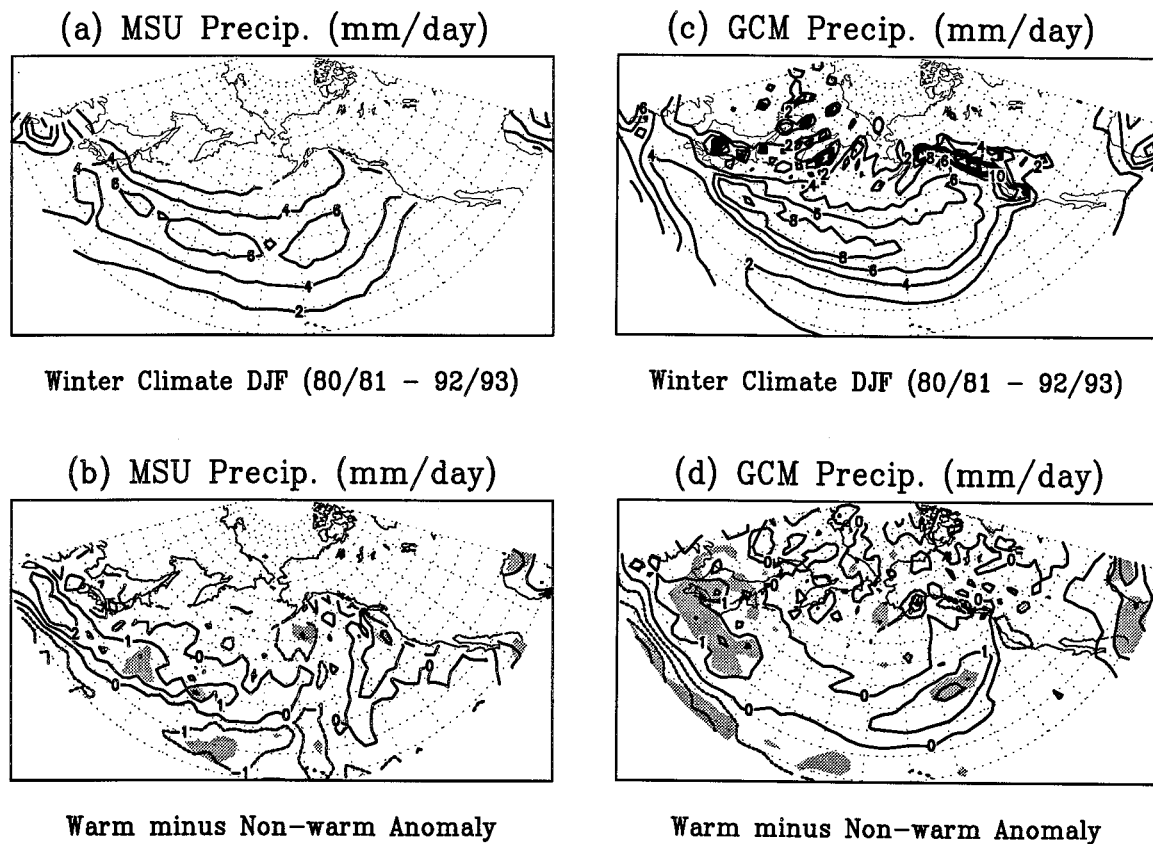 (a) MSU Precip. (mm/day)
(c) GCM Precip. (mm/day)
Winter Climate DJF (80/81 - 92/93)
Winter Climate DJF (80/81 - 92/93)
(b) MSU Precip. (mm/day)
(d) GCM Precip. (mm/day)
Warm minus Non-warm Anomaly
Warm minus Non-warm Anomaly